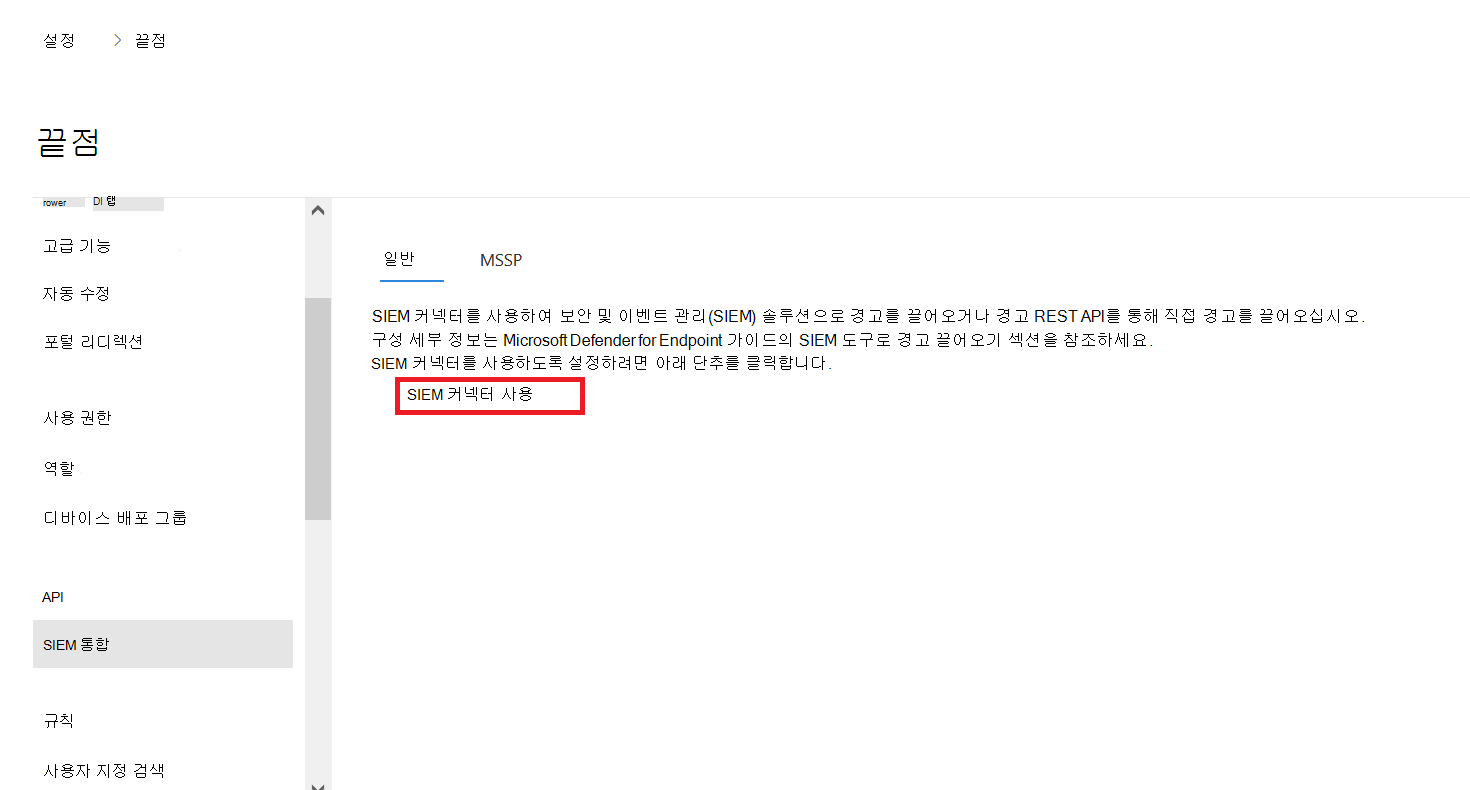 설정 > 끝점
끝점
rower DI 탭
고급 기능
자동 수정
포털 리디렉션
사용 권한
역할
디바이스 배포 그룹
API
SIEM 통합
규칙
사용자 지정 검색
일반 MSSP
SIEM 커넥터를 사용하여 보안 및 이벤트 관리(SIEM) 솔루션으로 경고를 끌어오거나 경고 REST API를 통해 직접 경고를 끌어오십시오.
구성 세부 정보는 Microsoft Defender for Endpoint 가이드의 SIEM 도구로 경고 끌어오기 섹션을 참조하세요.
SIEM 커넥터를 사용하도록 설정하려면 아래 단추를 클릭합니다.
SIEM 커넥터 사용